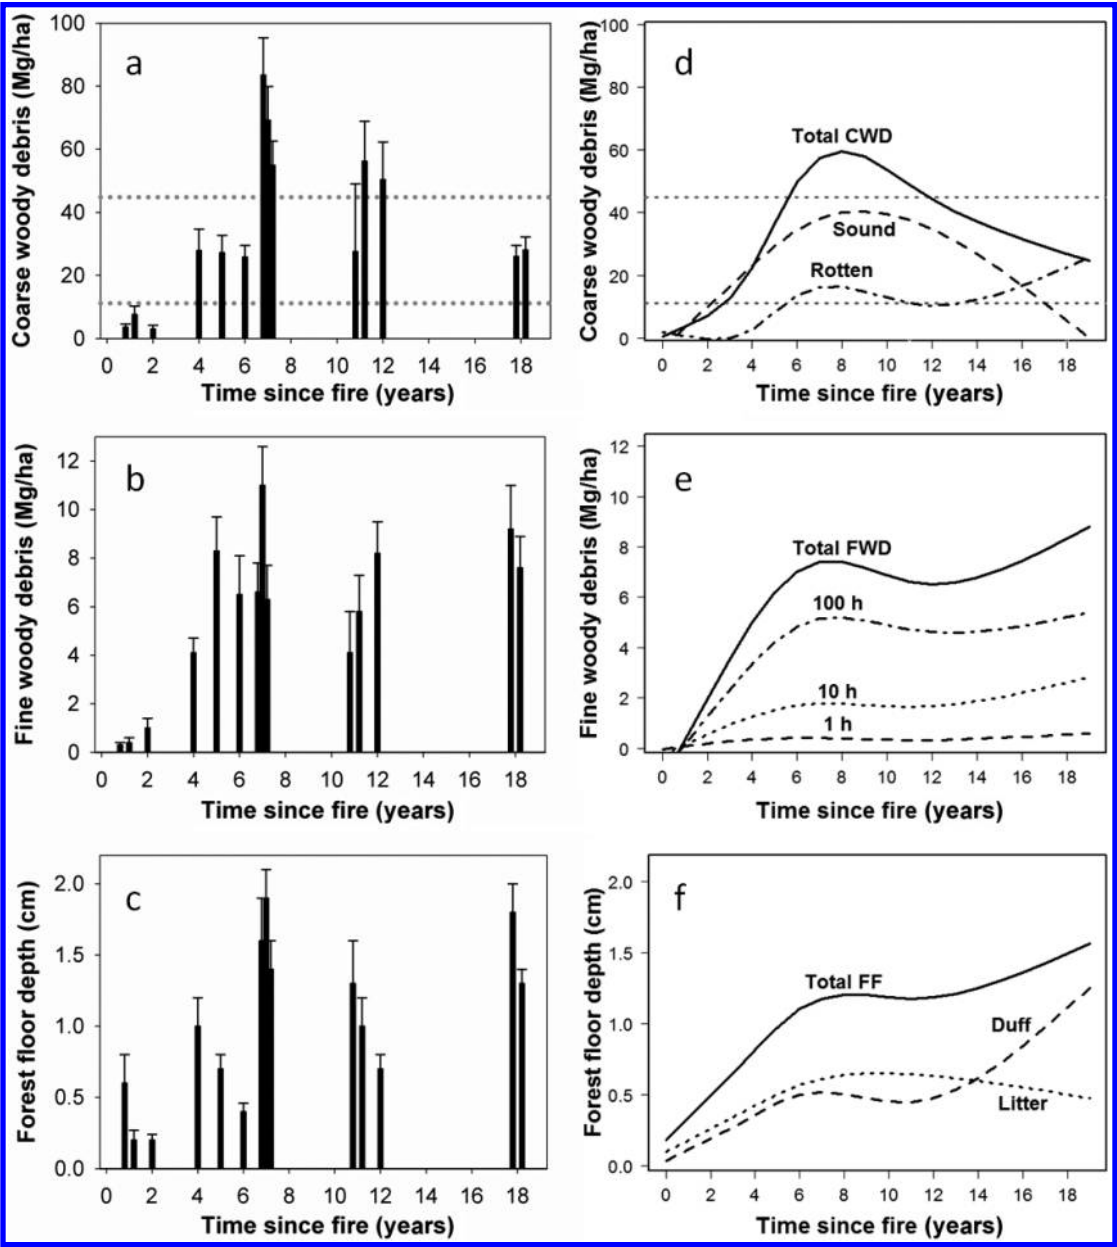 a
Coarse woody debris (Mg/ha)
100
80
60
40
20
0
0 2 4 6 8 10 12 14 16 18
Time since fire (years)
d
Coarse woody debris (Mg/ha)
100
80
60
40
20
0
Total CWD
Sound
Rotten
0 2 4 6 8 10 12 14 16 18
Time since fire (years)
b
Fine woody debris (Mg/ha)
12
10
8
6
4
2
0
0 2 4 6 8 10 12 14 16 18
Time since fire (years)
e
Fine woody debris (Mg/ha)
12
10
8
6
4
2
0
Total FWD
100 h
10 h
1 h
0 2 4 6 8 10 12 14 16 18
Time since fire (years)
c
Forest floor depth (cm)
2.0
1.5
1.0
0.5
0.0
0 2 4 6 8 10 12 14 16 18
Time since fire (years)
f
Forest floor depth (cm)
2.0
1.5
1.0
0.5
0.0
Total FF
Duff
Litter
0 2 4 6 8 10 12 14 16 18
Time since fire (years)